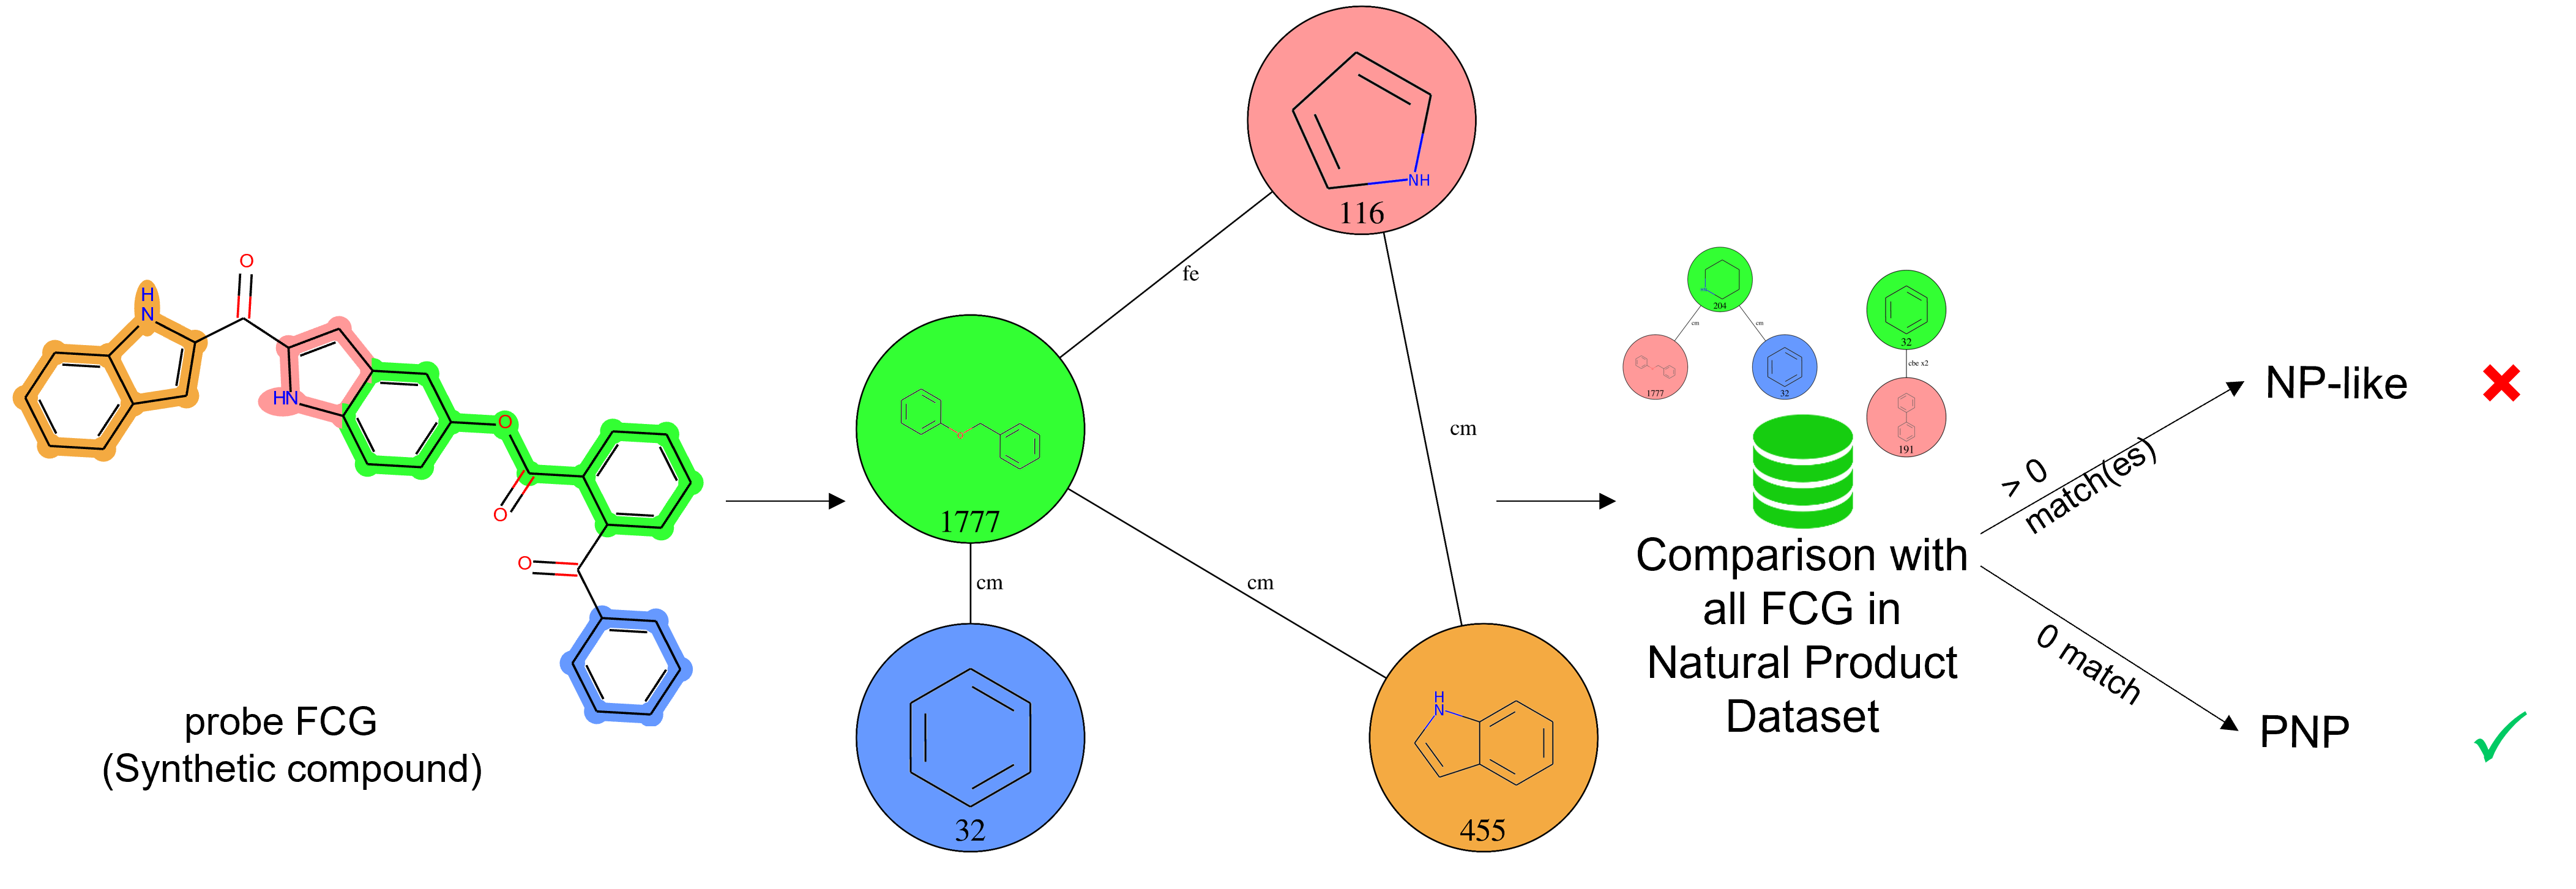 O
H
N
HN
O
O
O
probe FCG
(Synthetic compound)
NH
116
fe
cm
O
1777
cm
cm
32
H
N
455
204
cm
cm
1777
32
32
cbe x2
191
Comparison with
all FCG in
Natural Product
Dataset
> 0
match(es)
0 match
NP-like
PNP